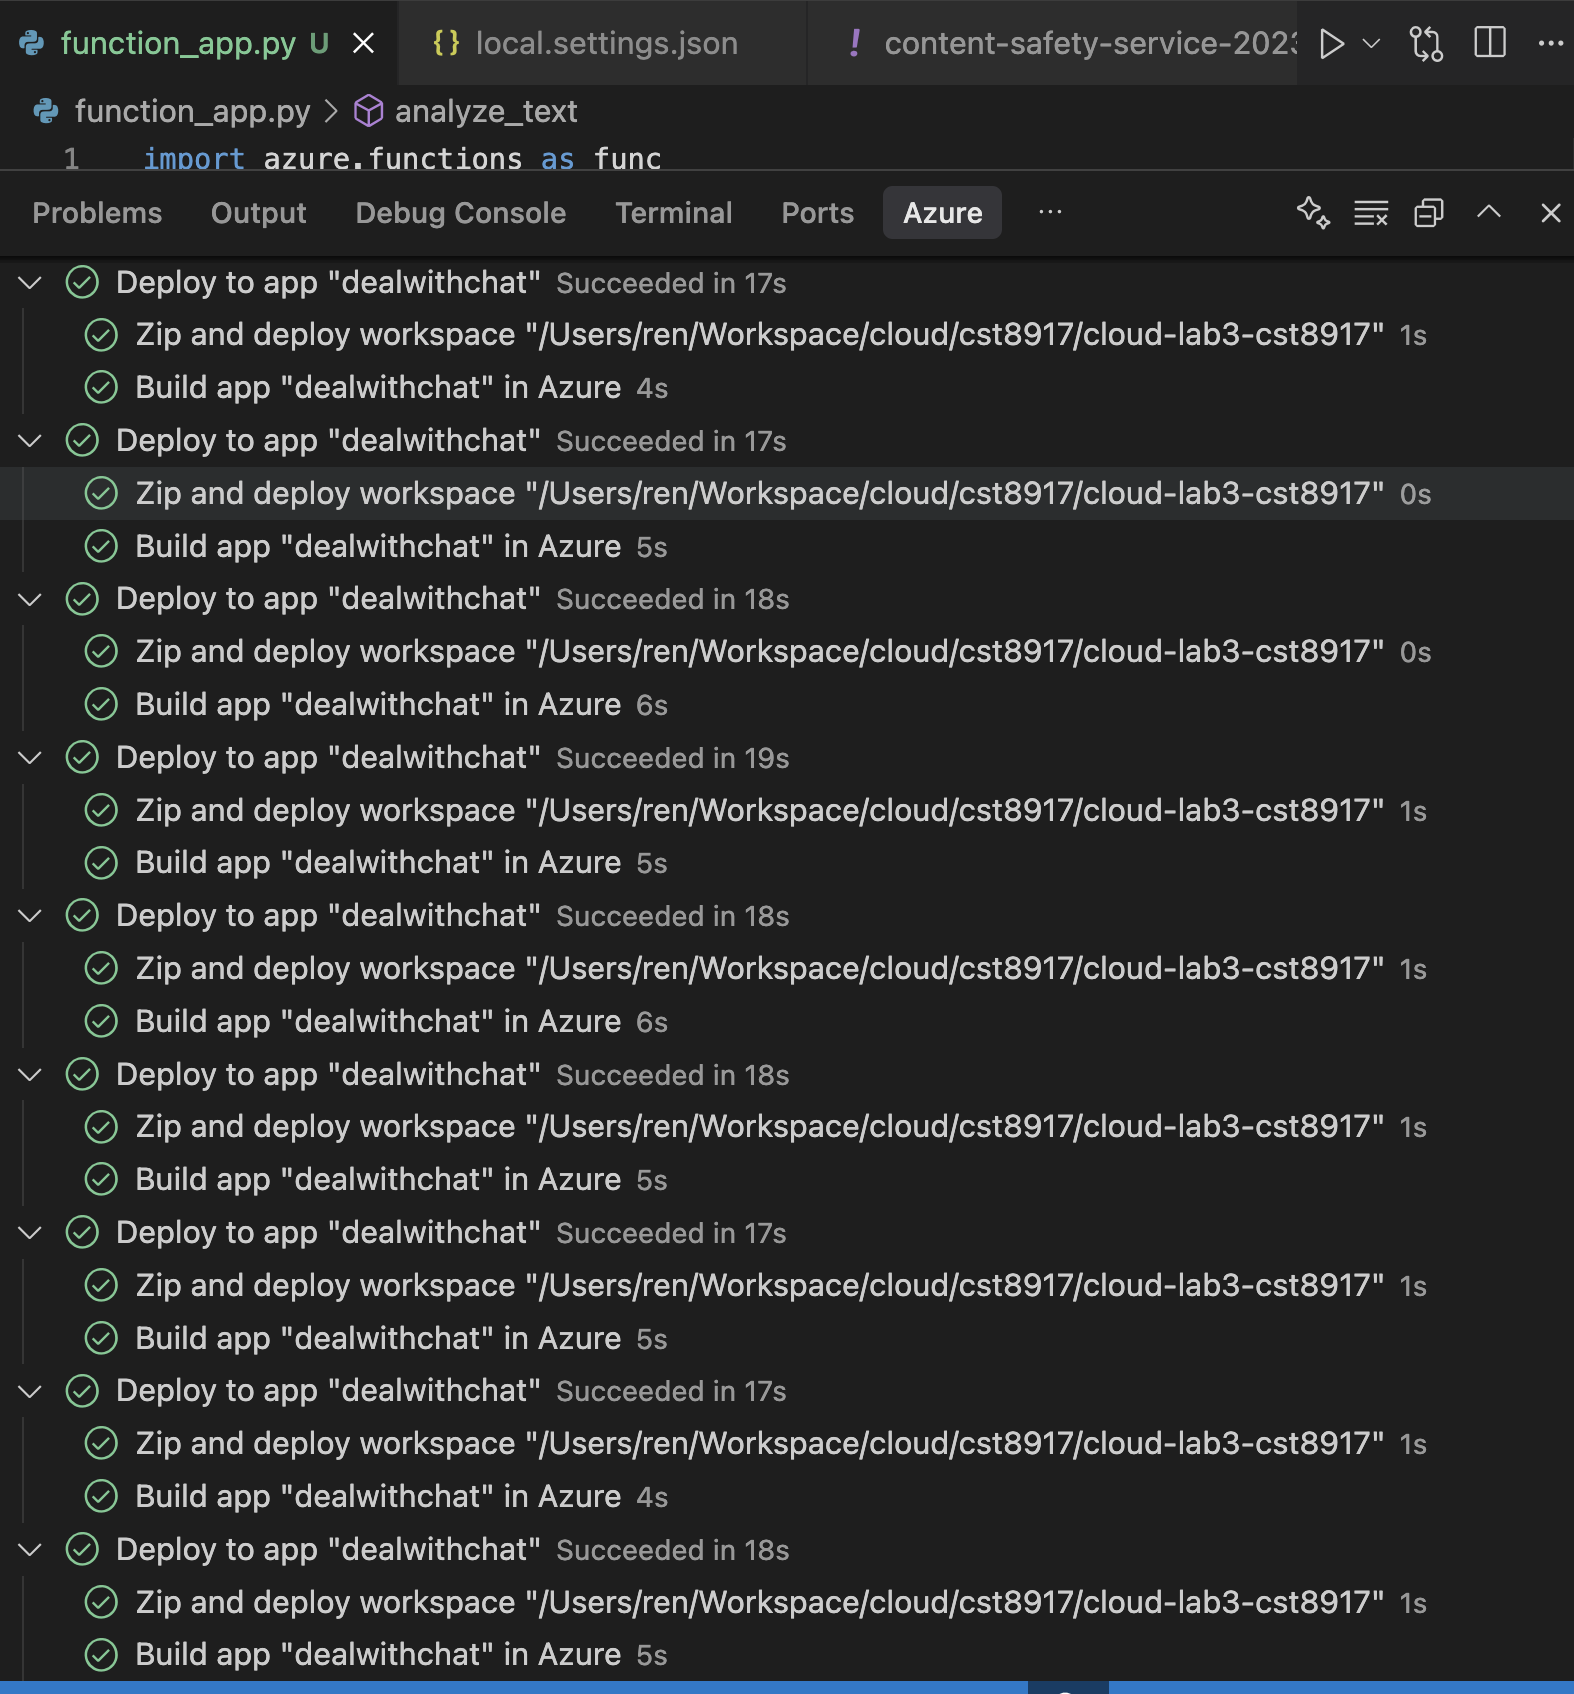 function_app.py U
local.settings.json
content-safety-service-2023
function_app.py > analyze_text
1 import azure.functions as func
Problems Output Debug Console Terminal Ports Azure ...
Deploy to app "dealwithchat" Succeeded in 17s
Zip and deploy workspace "/Users/ren/Workspace/cloud/cst8917/cloud-lab3-cst8917" 1s
Build app "dealwithchat" in Azure 4s
Deploy to app "dealwithchat" Succeeded in 17s
Zip and deploy workspace "/Users/ren/Workspace/cloud/cst8917/cloud-lab3-cst8917" 0s
Build app "dealwithchat" in Azure 5s
Deploy to app "dealwithchat" Succeeded in 18s
Zip and deploy workspace "/Users/ren/Workspace/cloud/cst8917/cloud-lab3-cst8917" 0s
Build app "dealwithchat" in Azure 6s
Deploy to app "dealwithchat" Succeeded in 19s
Zip and deploy workspace "/Users/ren/Workspace/cloud/cst8917/cloud-lab3-cst8917" 1s
Build app "dealwithchat" in Azure 5s
Deploy to app "dealwithchat" Succeeded in 18s
Zip and deploy workspace "/Users/ren/Workspace/cloud/cst8917/cloud-lab3-cst8917" 1s
Build app "dealwithchat" in Azure 6s
Deploy to app "dealwithchat" Succeeded in 18s
Zip and deploy workspace "/Users/ren/Workspace/cloud/cst8917/cloud-lab3-cst8917" 1s
Build app "dealwithchat" in Azure 5s
Deploy to app "dealwithchat" Succeeded in 17s
Zip and deploy workspace "/Users/ren/Workspace/cloud/cst8917/cloud-lab3-cst8917" 1s
Build app "dealwithchat" in Azure 5s
Deploy to app "dealwithchat" Succeeded in 17s
Zip and deploy workspace "/Users/ren/Workspace/cloud/cst8917/cloud-lab3-cst8917" 1s
Build app "dealwithchat" in Azure 4s
Deploy to app "dealwithchat" Succeeded in 18s
Zip and deploy workspace "/Users/ren/Workspace/cloud/cst8917/cloud-lab3-cst8917" 1s
Build app "dealwithchat" in Azure 5s